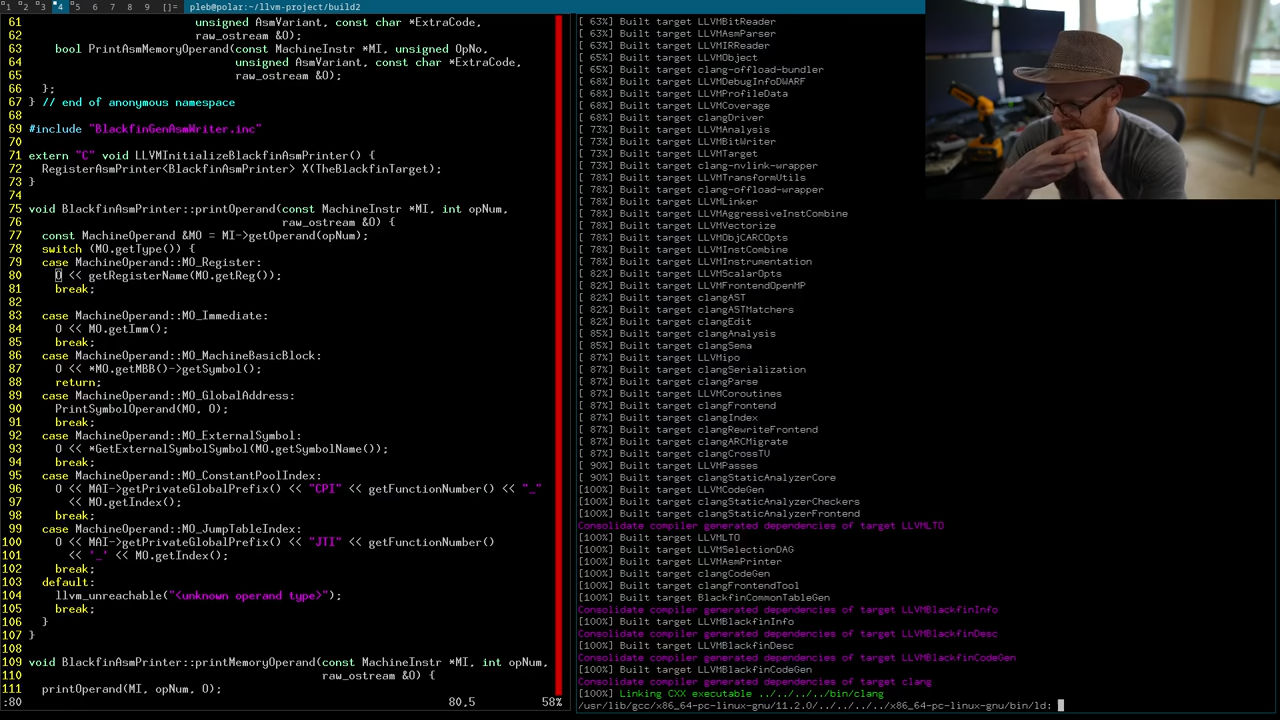 1 2 3 4 5 6 7 8 9 []= pleb@polar:~/llvm-project/build2
61 unsigned AsmVariant, const char *ExtraCode,
62 raw_ostream &O);
63 bool PrintAsmMemoryOperand(const MachineInstr *MI, unsigned OpNo,
64 unsigned AsmVariant, const char *ExtraCode,
65 raw_ostream &O);
66 };
67 } // end of anonymous namespace
68
69 #include "BlackfinGenAsmWriter.inc"
70
71 extern "C" void LLVMInitializeBlackfinAsmPrinter() {
72 RegisterAsmPrinter<BlackfinAsmPrinter> X(TheBlackfinTarget);
73 }
74
75 void BlackfinAsmPrinter::printOperand(const MachineInstr *MI, int opNum,
76 raw_ostream &O) {
77 const MachineOperand &MO = MI->getOperand(opNum);
78 switch (MO.getType()) {
79 case MachineOperand::MO_Register:
80 O << getRegisterName(MO.getReg());
81 break;
82
83 case MachineOperand::MO_Immediate:
84 O << MO.getImm();
85 break;
86 case MachineOperand::MO_MachineBasicBlock:
87 O << *MO.getMBB()->getSymbol();
88 return;
89 case MachineOperand::MO_GlobalAddress:
90 PrintSymbolOperand(MO, O);
91 break;
92 case MachineOperand::MO_ExternalSymbol:
93 O << *GetExternalSymbolSymbol(MO.getSymbolName());
94 break;
95 case MachineOperand::MO_ConstantPoolIndex:
96 O << MAI->getPrivateGlobalPrefix() << "CPI" << getFunctionNumber() << "_"
97 << MO.getIndex();
98 break;
99 case MachineOperand::MO_JumpTableIndex:
100 O << MAI->getPrivateGlobalPrefix() << "JTI" << getFunctionNumber()
101 << '_' << MO.getIndex();
102 break;
103 default:
104 llvm_unreachable("<unknown operand type>");
105 break;
106 }
107 }
108
109 void BlackfinAsmPrinter::printMemoryOperand(const MachineInstr *MI, int opNum,
110 raw_ostream &O) {
111 printOperand(MI, opNum, O);
:80 80,5 58%
[ 63%] Built target LLVMBitReader
[ 63%] Built target LLVMAsmParser
[ 63%] Built target LLVMIRReader
[ 65%] Built target LLVMObject
[ 65%] Built target clang-offload-bundler
[ 68%] Built target LLVMDebugInfoDWARF
[ 68%] Built target LLVMProfileData
[ 68%] Built target LLVMCoverage
[ 68%] Built target clangDriver
[ 73%] Built target LLVMAnalysis
[ 73%] Built target LLVMBitWriter
[ 73%] Built target LLVMTarget
[ 73%] Built target clang-nvlink-wrapper
[ 78%] Built target LLVMTransformUtils
[ 78%] Built target clang-offload-wrapper
[ 78%] Built target LLVMLinker
[ 78%] Built target LLVMAggressiveInstCombine
[ 78%] Built target LLVMVectorize
[ 78%] Built target LLVMObjCARCOpts
[ 78%] Built target LLVMInstCombine
[ 78%] Built target LLVMInstrumentation
[ 82%] Built target LLVMScalarOpts
[ 82%] Built target LLVMFrontendOpenMP
[ 82%] Built target clangAST
[ 82%] Built target clangASTMatchers
[ 82%] Built target clangEdit
[ 85%] Built target clangAnalysis
[ 85%] Built target clangSema
[ 87%] Built target LLVMipo
[ 87%] Built target clangSerialization
[ 87%] Built target clangParse
[ 87%] Built target LLVMCoroutines
[ 87%] Built target clangFrontend
[ 87%] Built target clangIndex
[ 87%] Built target clangRewriteFrontend
[ 87%] Built target clangARCMigrate
[ 87%] Built target clangCrossTU
[ 90%] Built target LLVMPasses
[ 90%] Built target clangStaticAnalyzerCore
[100%] Built target LLVMCodeGen
[100%] Built target clangStaticAnalyzerCheckers
[100%] Built target clangStaticAnalyzerFrontend
Consolidate compiler generated dependencies of target LLVMLTO
[100%] Built target LLVMLTO
[100%] Built target LLVMSelectionDAG
[100%] Built target LLVMAsmPrinter
[100%] Built target clangCodeGen
[100%] Built target clangFrontendTool
[100%] Built target BlackfinCommonTableGen
Consolidate compiler generated dependencies of target LLVMBlackfinInfo
[100%] Built target LLVMBlackfinInfo
Consolidate compiler generated dependencies of target LLVMBlackfinDesc
[100%] Built target LLVMBlackfinDesc
Consolidate compiler generated dependencies of target LLVMBlackfinCodeGen
[100%] Built target LLVMBlackfinCodeGen
Consolidate compiler generated dependencies of target clang
[100%] Linking CXX executable ../../../../bin/clang
/usr/lib/gcc/x86_64-pc-linux-gnu/11.2.0/../../../../x86_64-pc-linux-gnu/bin/ld: